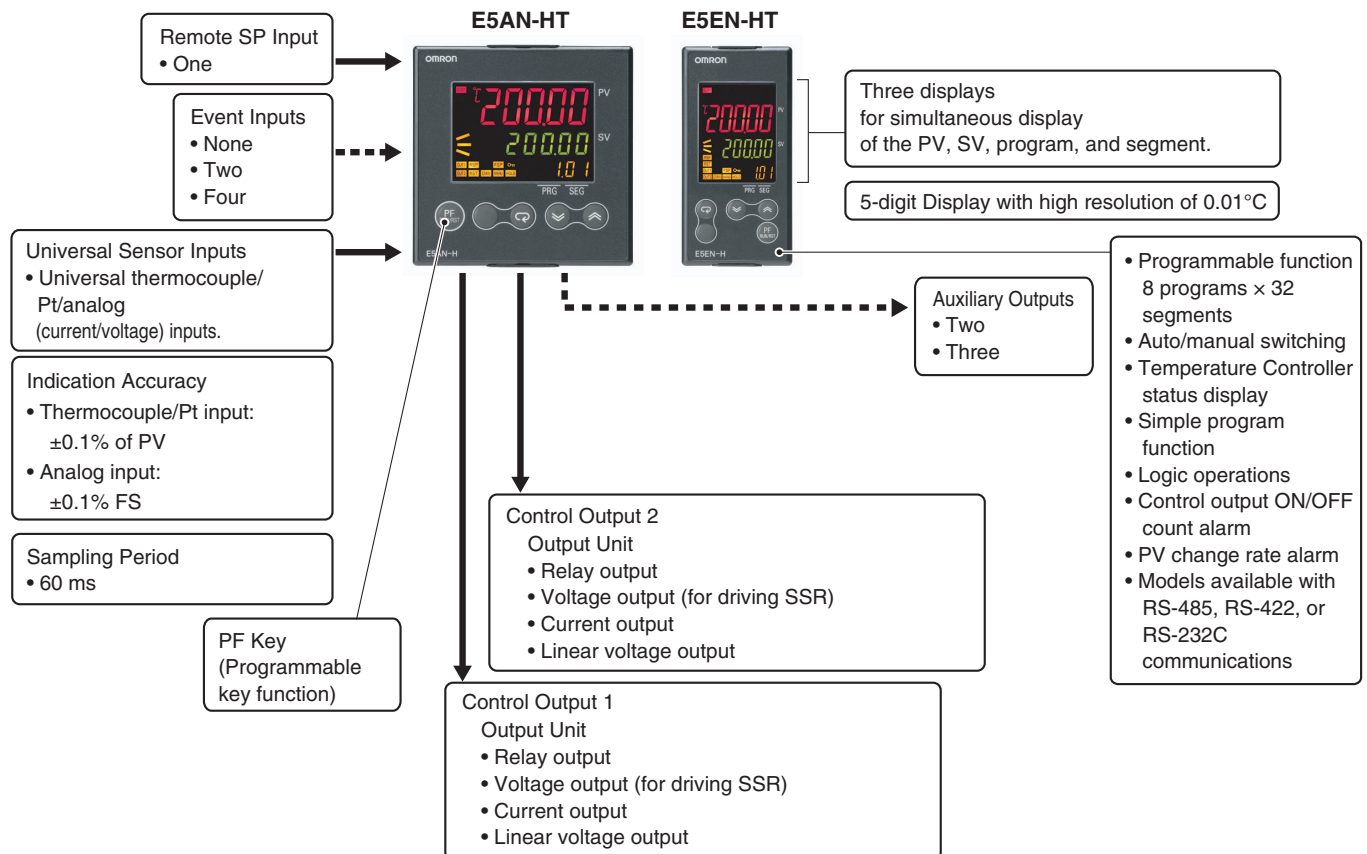 E5AN-HT
E5EN-HT
Remote SP Input
• One
Event Inputs
• None
• Two
• Four
Universal Sensor Inputs
• Universal thermocouple/
Pt/analog
(current/voltage) inputs.
Indication Accuracy
• Thermocouple/Pt input:
±0.1% of PV
• Analog input:
±0.1% FS
Sampling Period
• 60 ms
PF Key
(Programmable
key function)
OMRON
℃ 200.00 PV
200.00 SV
1.01
PRG SEG
PF
E5AN-H
OMRON
℃ 200.00 PV
200.00 SV
1.01
PRG SEG
PF
RUN/RST
E5EN-H
Three displays
for simultaneous display
of the PV, SV, program, and segment.
5-digit Display with high resolution of 0.01°C
• Programmable function
8 programs × 32
segments
• Auto/manual switching
• Temperature Controller
status display
• Simple program
function
• Logic operations
• Control output ON/OFF
count alarm
• PV change rate alarm
• Models available with
RS-485, RS-422, or
RS-232C
communications
Auxiliary Outputs
• Two
• Three
Control Output 2
Output Unit
• Relay output
• Voltage output (for driving SSR)
• Current output
• Linear voltage output
Control Output 1
Output Unit
• Relay output
• Voltage output (for driving SSR)
• Current output
• Linear voltage output